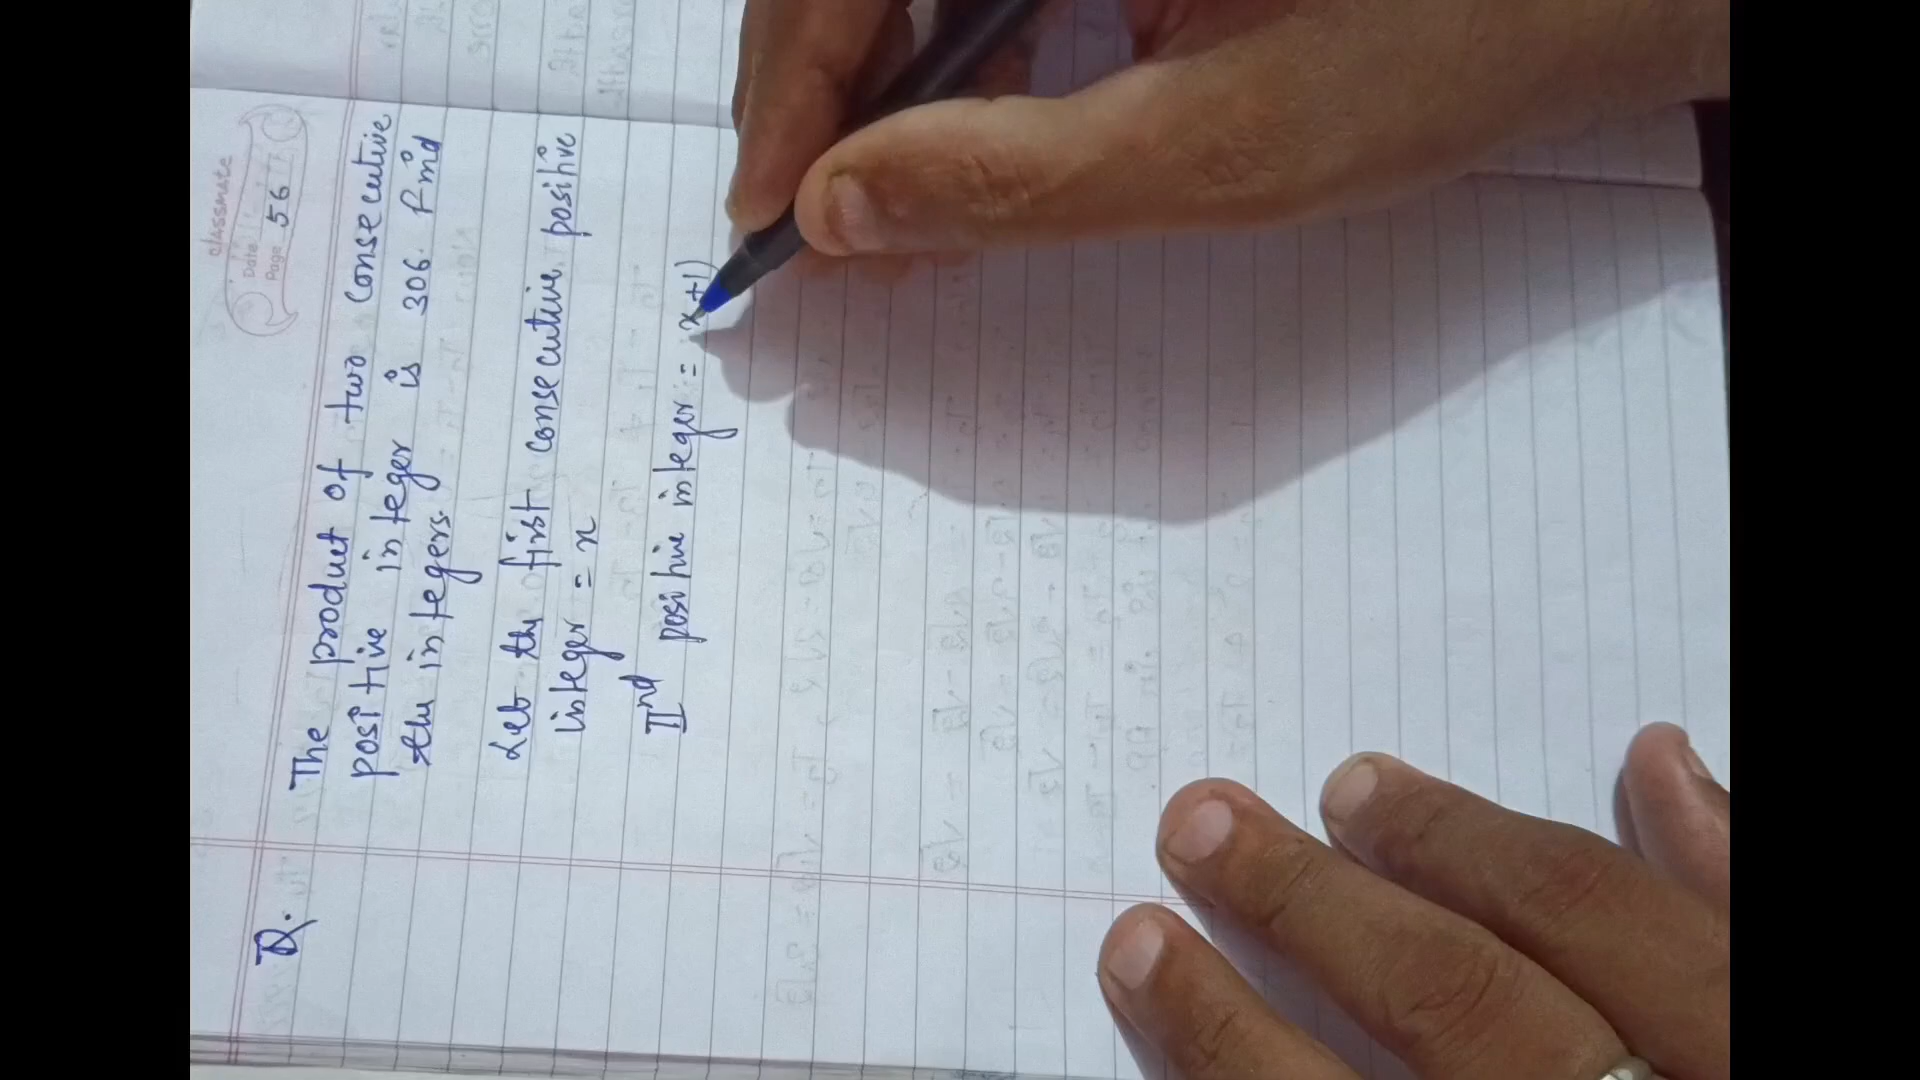 classmate
Date
Page 56
Q. The product of two consecutive
positive integer is 306. Find
the integers.
Let the first consecutive positive
integer = x
IInd positive integer = x+1)